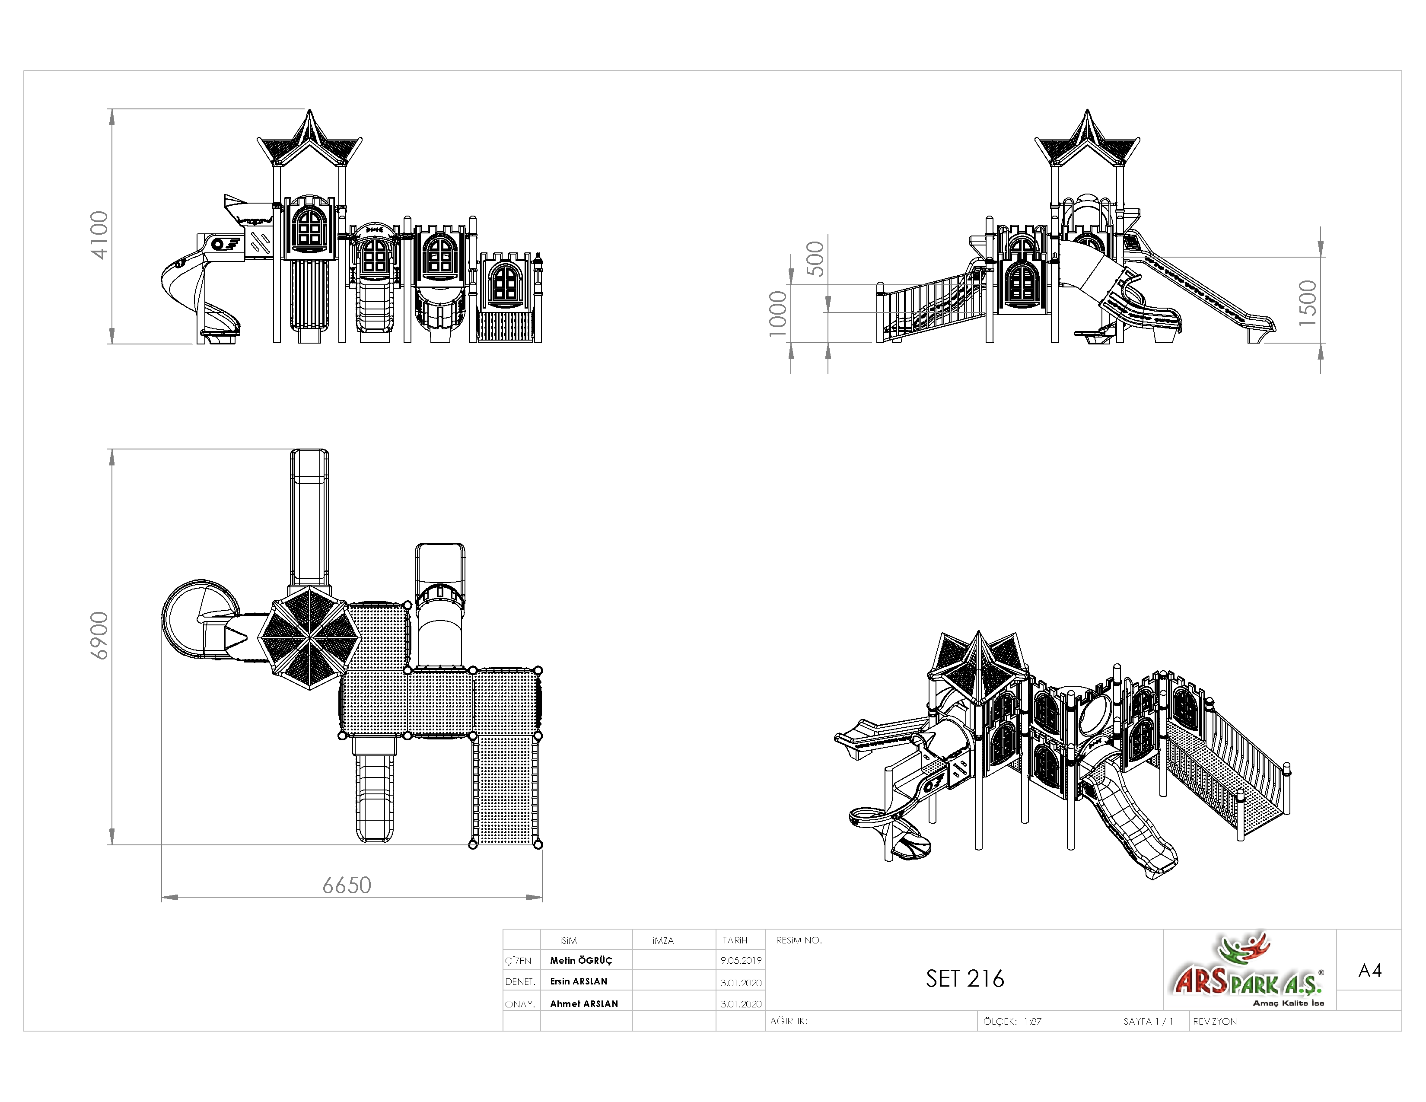 4100
500
1000
1500
6900
6650
İSİM İMZA TARİH RESİM NO.
ÇİZEN Metin ÖGRÜÇ 9.05.2019
DENET. Ersin ARSLAN 3.01.2020
ONAY. Ahmet ARSLAN 3.01.2020
SET 216
ARSPARK A.Ş.®
Amaç Kalite İse
A4
AĞIRLIK: ÖLÇEK: 1:87 SAYFA 1 / 1 REVİZYON